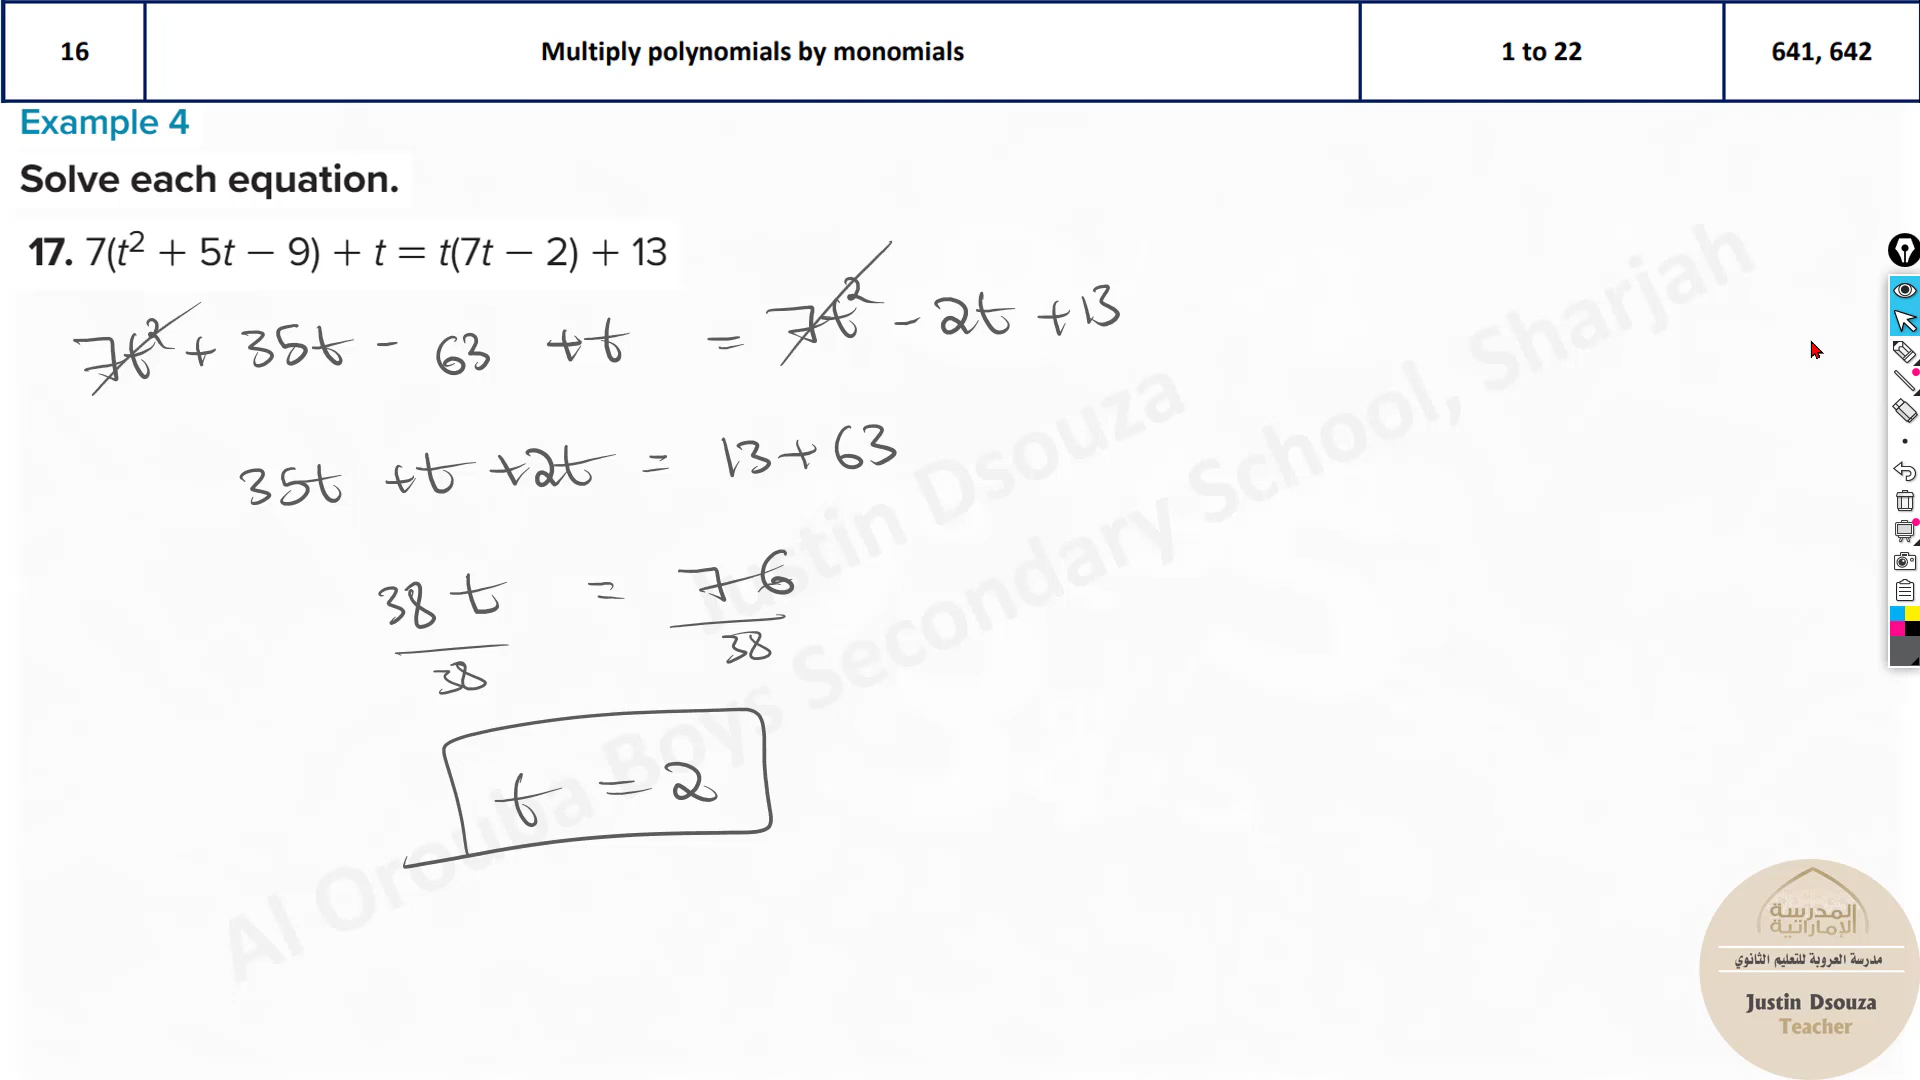 16 Multiply polynomials by monomials 1 to 22 641, 642
Example 4
Solve each equation.
17. 7(t² + 5t − 9) + t = t(7t − 2) + 13
7t² + 35t - 63 + t = 7t² - 2t + 13
35t + t + 2t = 13 + 63
38t/38 = 76/38
t = 2
Justin Dsouza
Al Orouba Boys Secondary School, Sharjah
المدرسة
الإماراتية
مدرسة العروبة للتعليم الثانوي
Justin Dsouza
Teacher